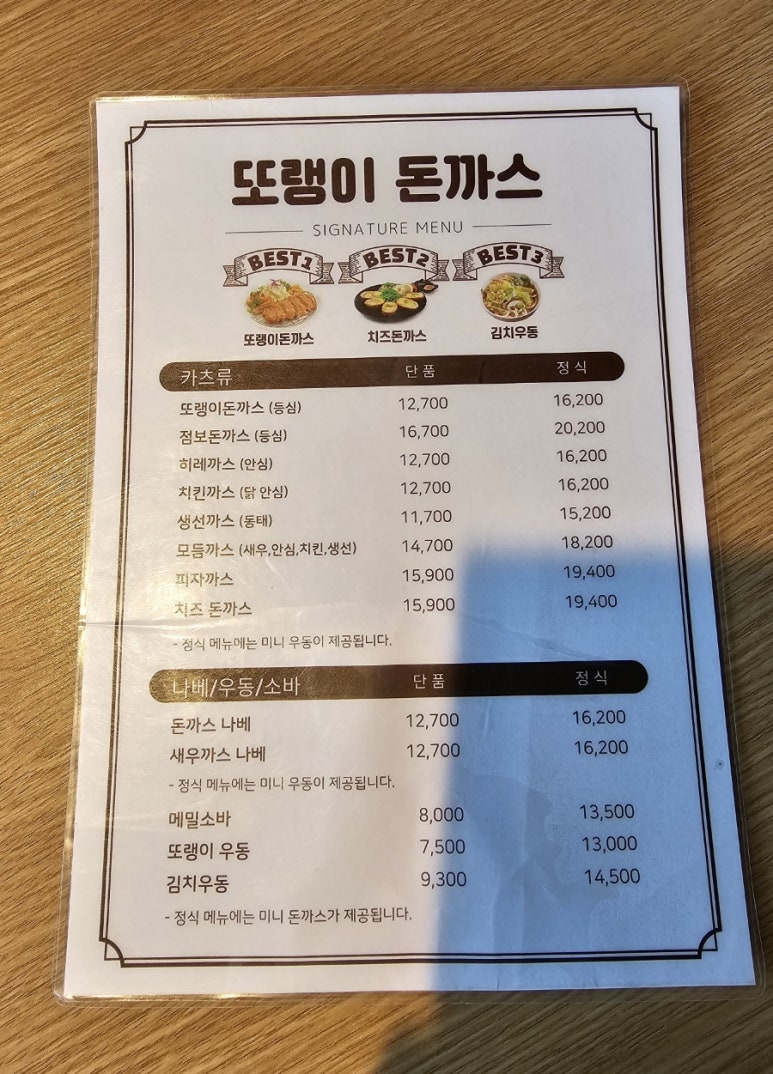 또랭이 돈까스
SIGNATURE MENU
BEST1 BEST2 BEST3
또랭이돈까스 치즈돈까스 김치우동
카츠류 단품 정식
또랭이돈까스 (등심) 12,700 16,200
점보돈까스 (등심) 16,700 20,200
히레까스 (안심) 12,700 16,200
치킨까스 (닭 안심) 12,700 16,200
생선까스 (동태) 11,700 15,200
모듬까스 (새우,안심,치킨,생선) 14,700 18,200
피자까스 15,900 19,400
치즈 돈까스 15,900 19,400
- 정식 메뉴에는 미니 우동이 제공됩니다.
나베/우동/소바 단품 정식
돈까스 나베 12,700 16,200
새우까스 나베 12,700 16,200
- 정식 메뉴에는 미니 우동이 제공됩니다.
메밀소바 8,000 13,500
또랭이 우동 7,500 13,000
김치우동 9,300 14,500
- 정식 메뉴에는 미니 돈까스가 제공됩니다.